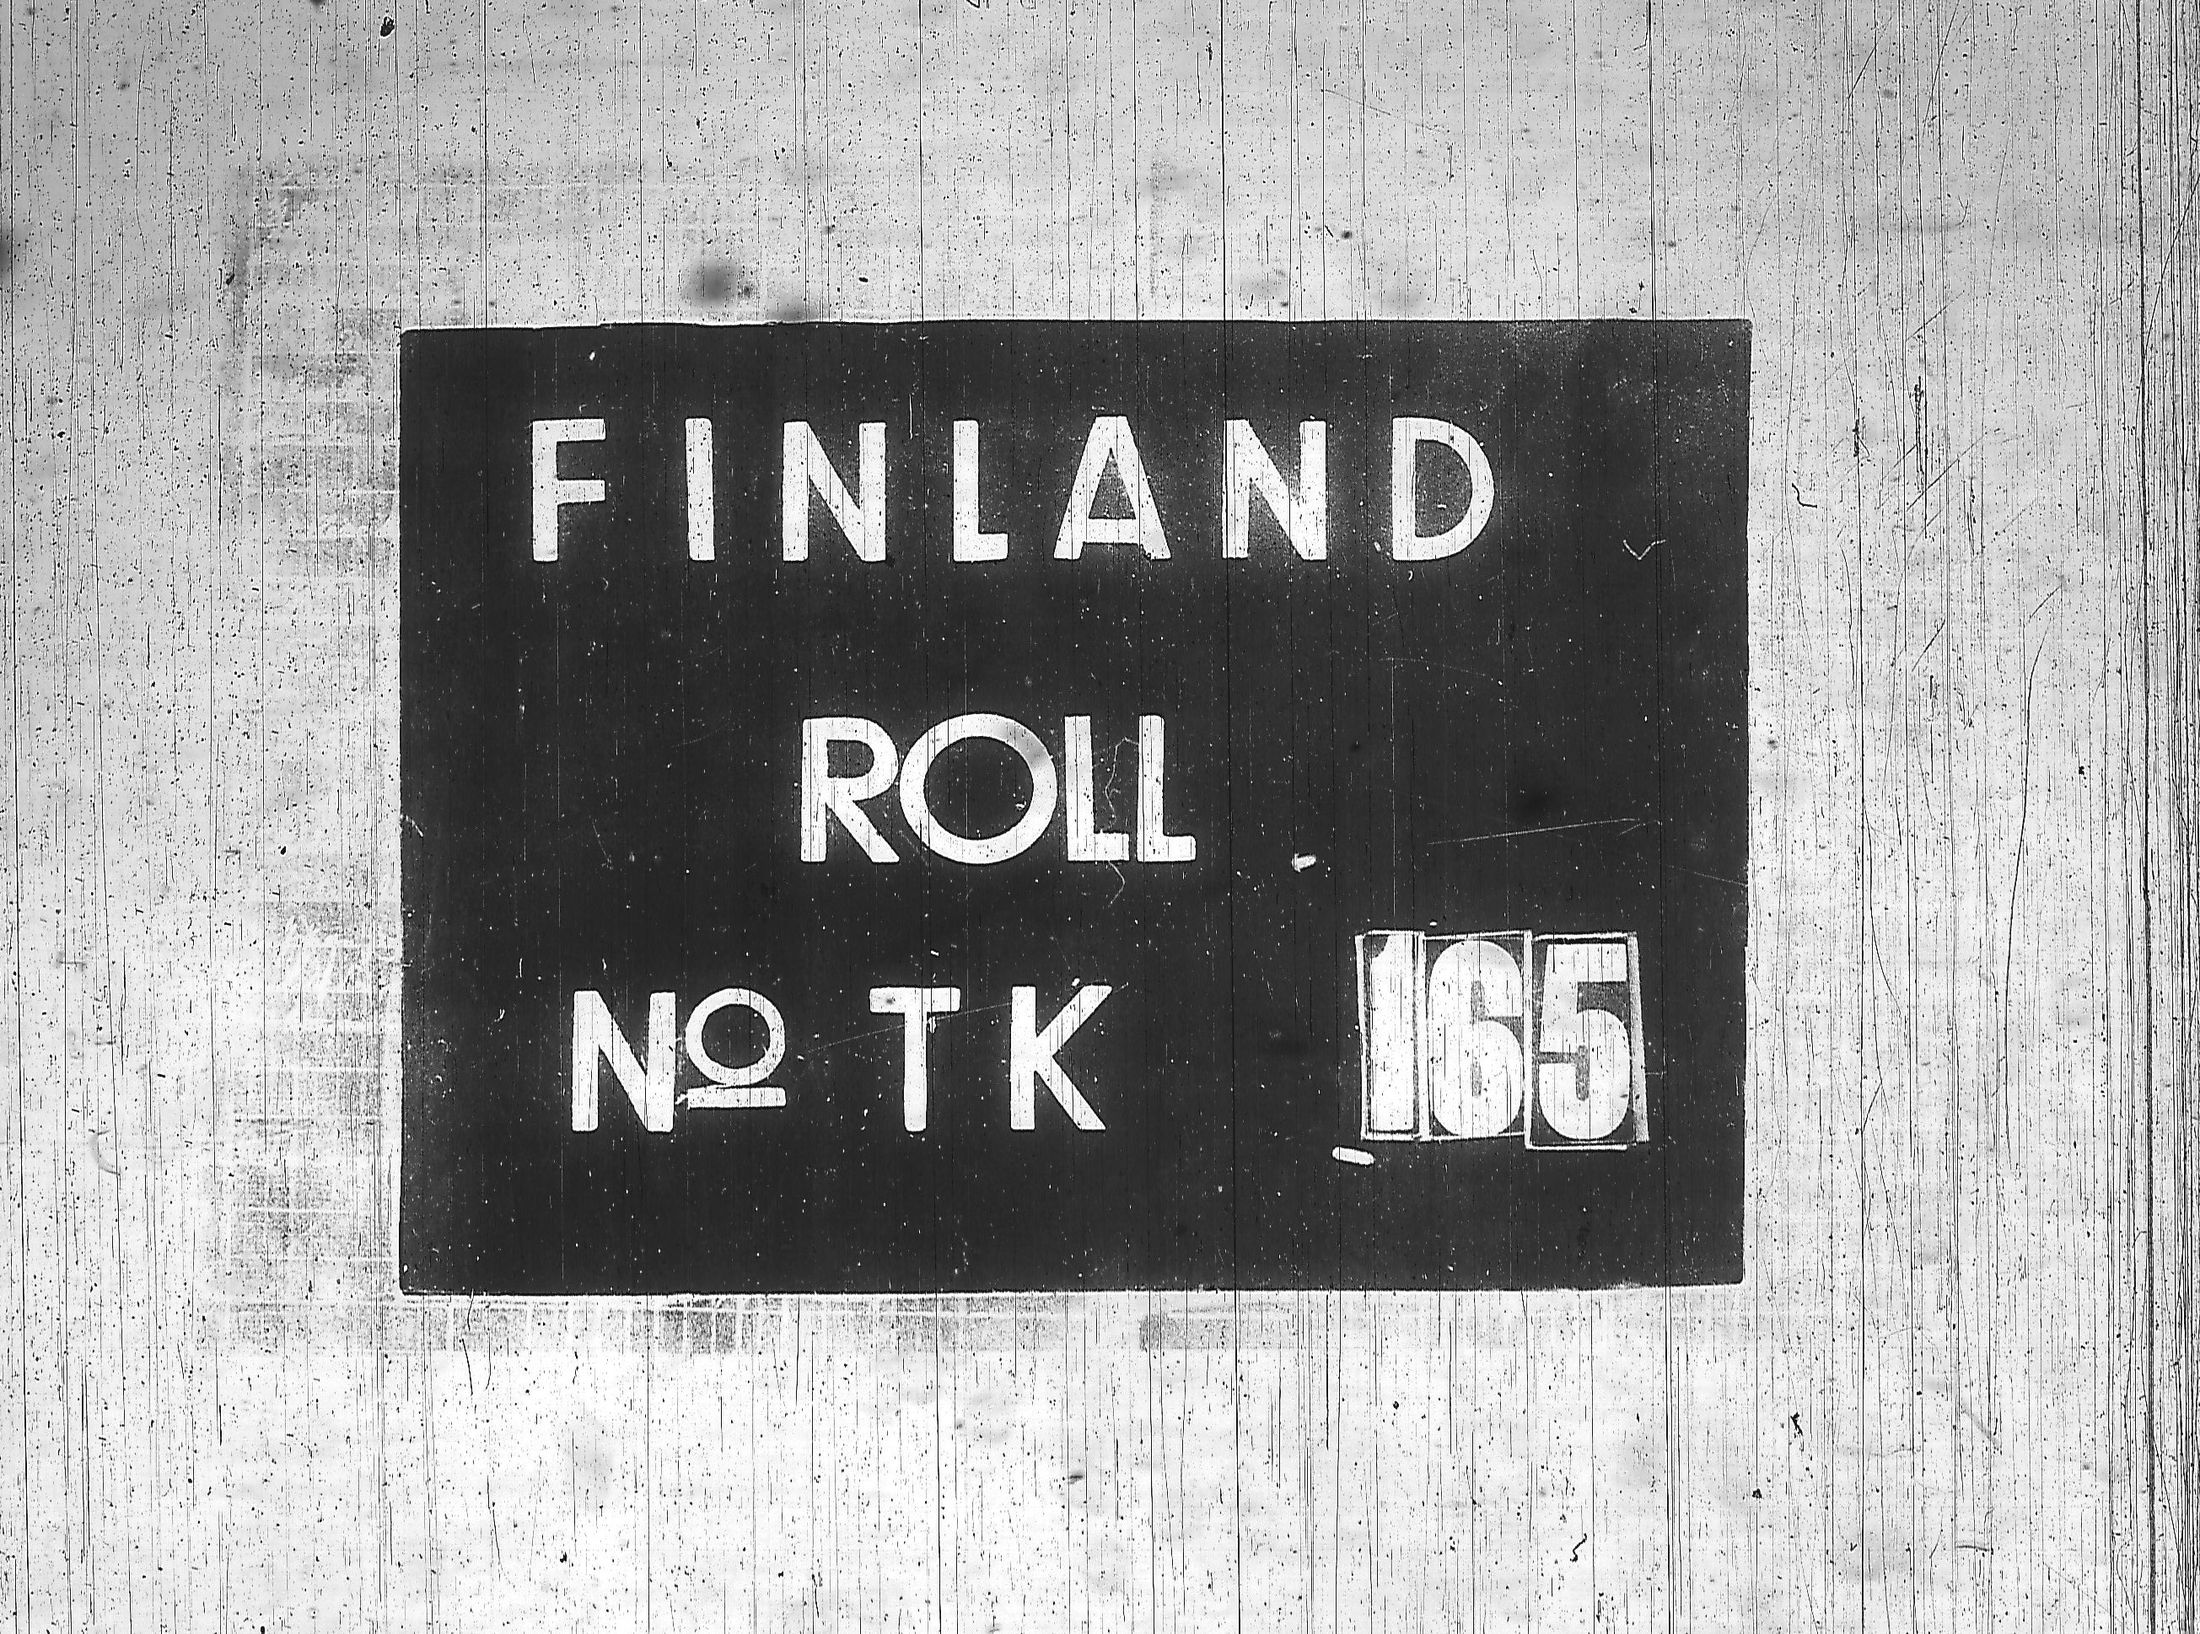 FINLAND
ROLL
Nº TK 165